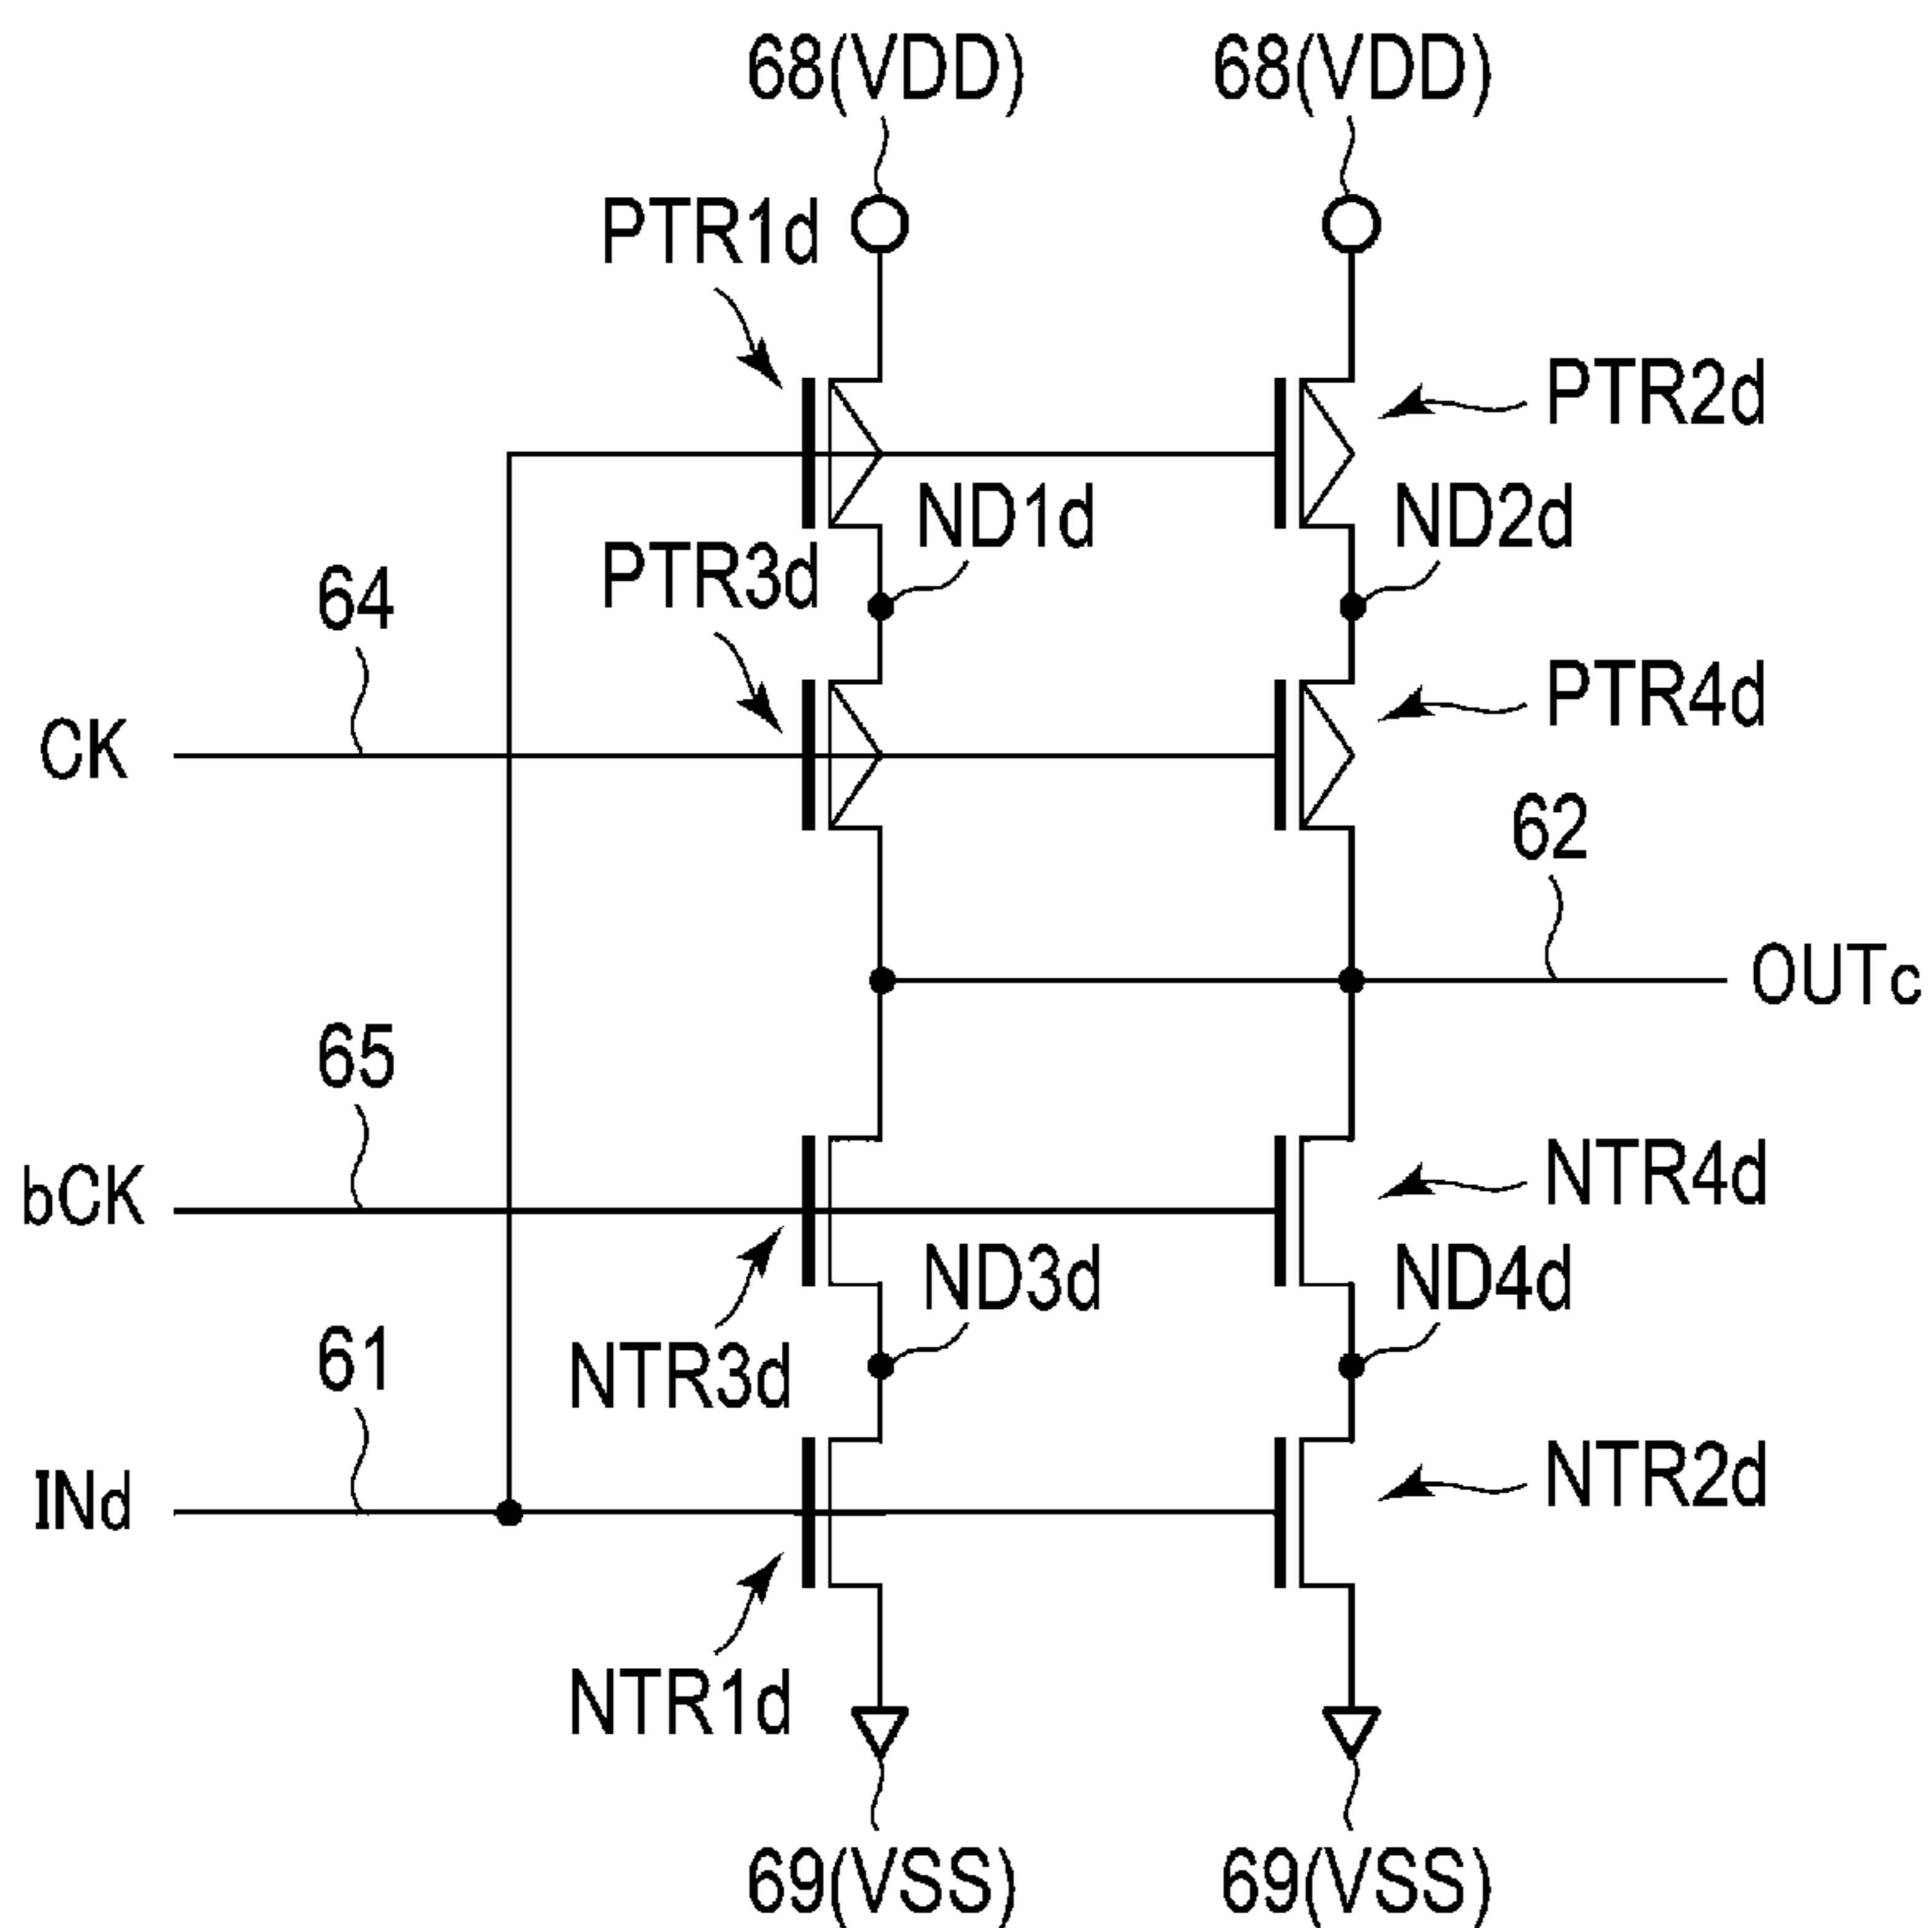 68(VDD) 68(VDD)
PTR1d
PTR2d
ND1d ND2d
PTR3d
64
PTR4d
CK
62
OUTc
65
NTR4d
bCK
ND3d ND4d
NTR3d
61
NTR2d
INd
NTR1d
69(VSS) 69(VSS)